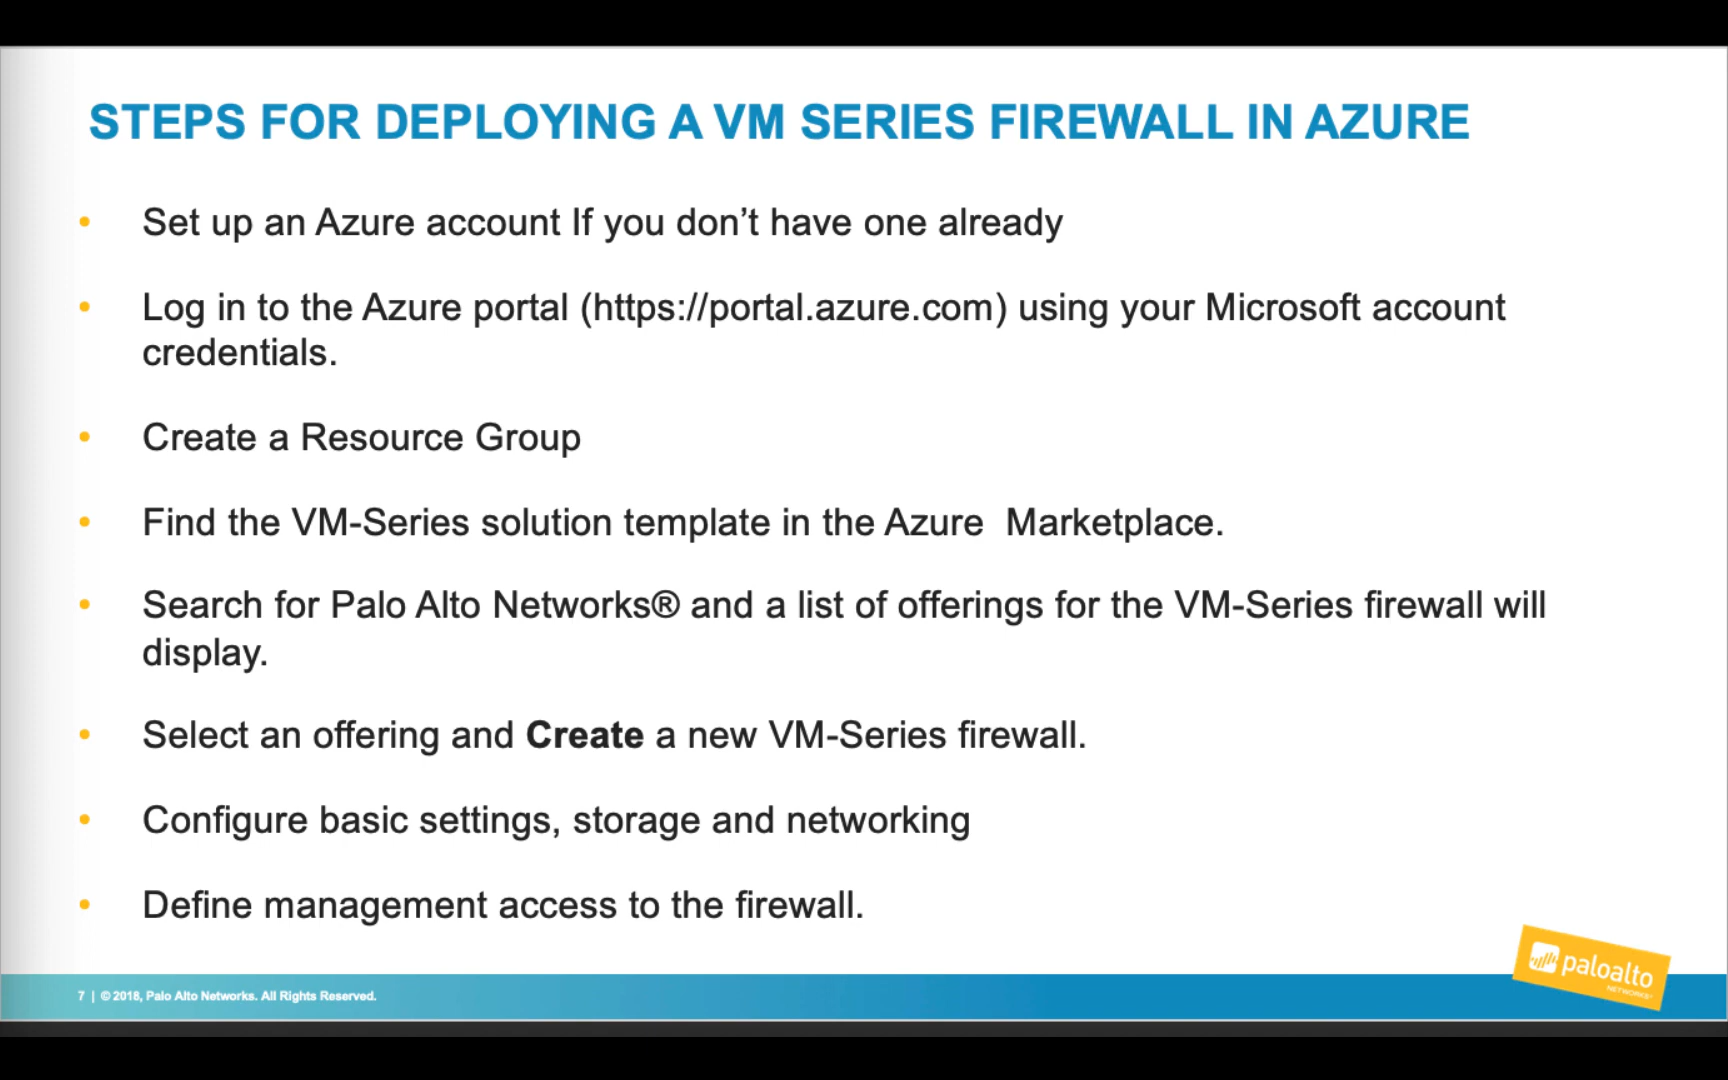 STEPS FOR DEPLOYING A VM SERIES FIREWALL IN AZURE
• Set up an Azure account If you don’t have one already
• Log in to the Azure portal (https://portal.azure.com) using your Microsoft account
credentials.
• Create a Resource Group
• Find the VM-Series solution template in the Azure  Marketplace.
• Search for Palo Alto Networks® and a list of offerings for the VM-Series firewall will
display.
• Select an offering and Create a new VM-Series firewall.
• Configure basic settings, storage and networking
• Define management access to the firewall.
paloalto
NETWORKS®
7 | © 2018, Palo Alto Networks. All Rights Reserved.